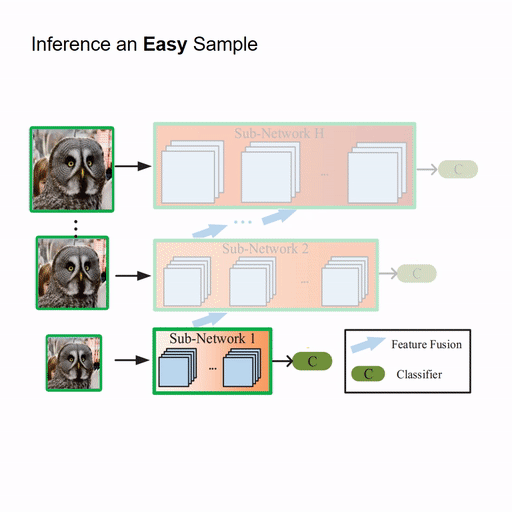 Inference an Easy Sample
Sub-Network H
...
C
...
Sub-Network 2
...
C
Sub-Network 1
...
C
Feature Fusion
C
Classifier